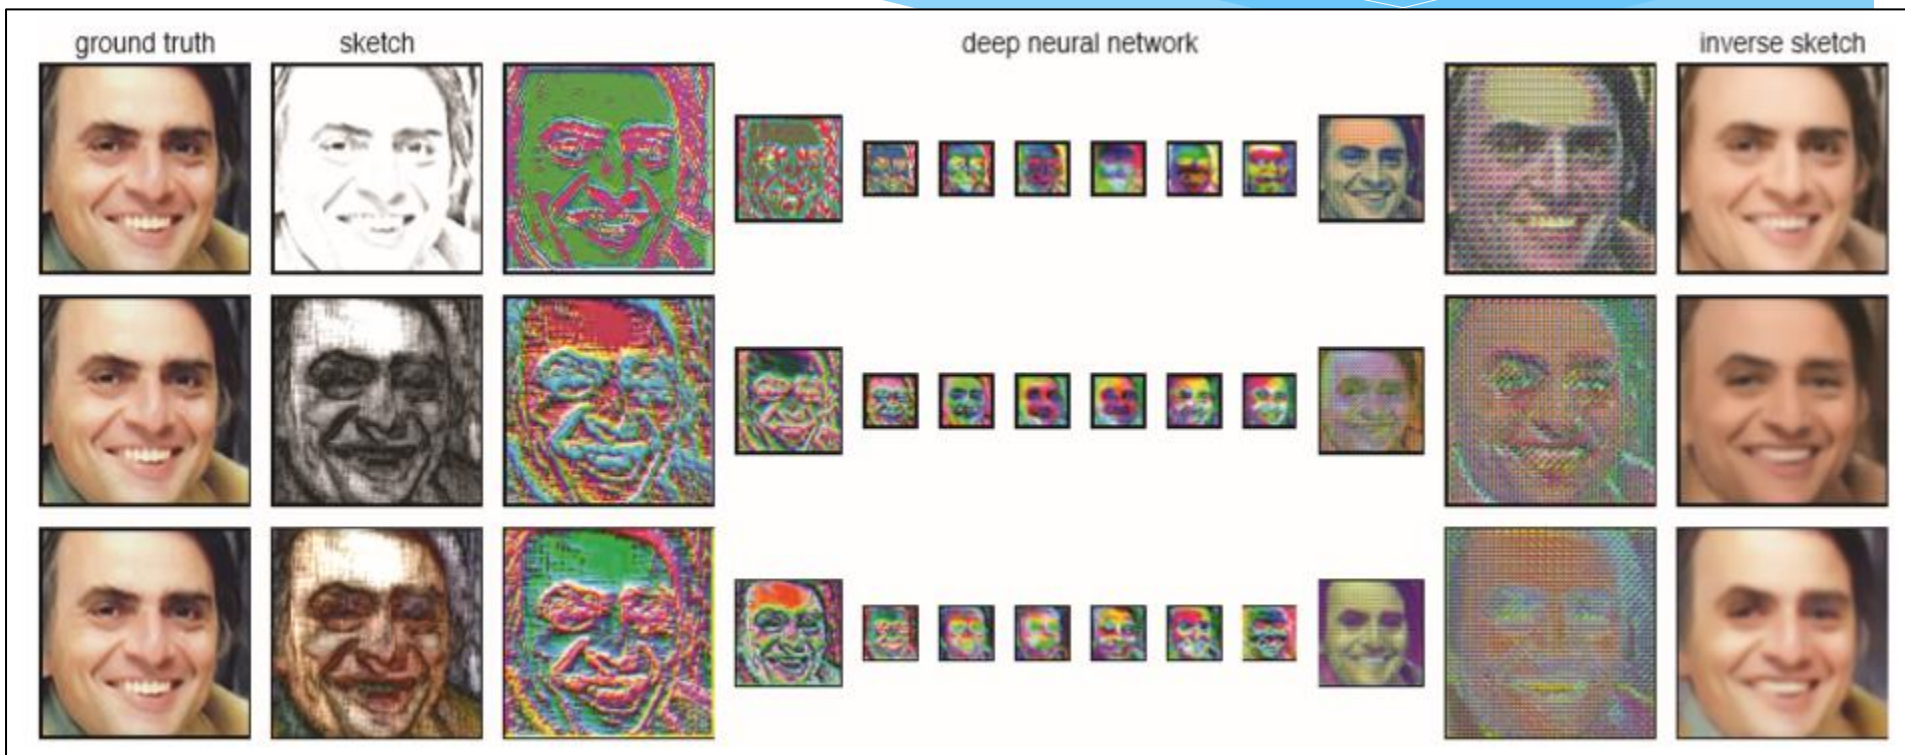 ground truth
sketch
deep neural network
inverse sketch